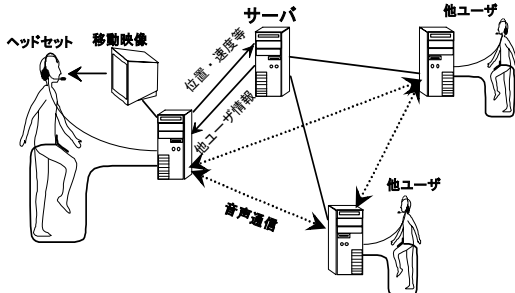 サーバ
他ユーザ
ヘッドセット
移動映像
位置・速度等
他ユーザ情報
他ユーザ
音声通信